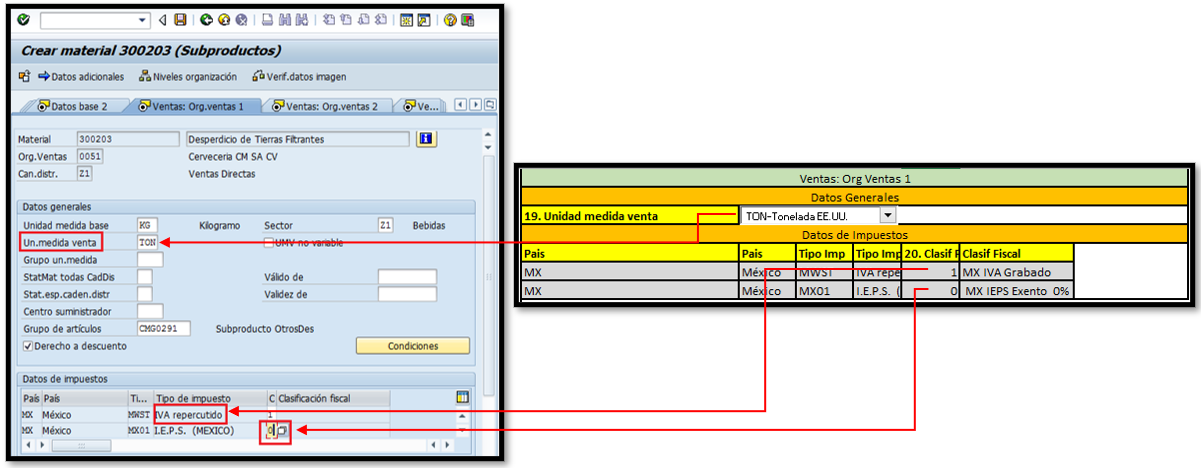 Crear material 300203 (Subproductos)
Datos adicionales Niveles organización Verif.datos imagen
Datos base 2 Ventas: Org.ventas 1 Ventas: Org.ventas 2 Ve...
Material 300203 Desperdicio de Tierras Filtrantes
Org.Ventas 0051 Cerveceria CM SA CV
Can.distr. Z1 Ventas Directas
Datos generales
Unidad medida base KG Kilogramo Sector Z1 Bebidas
Un.medida venta TON UMV no variable
Grupo un.medida
StatMat todas CadDis Válido de
Stat.esp.caden.distr Validez de
Centro suministrador
Grupo de artículos CMG0291 Subproducto OtrosDes
Derecho a descuento Condiciones
Datos de impuestos
País País Ti... Tipo de impuesto C Clasificación fiscal
MX México MWST IVA repercutido 1
MX México MX01 I.E.P.S. (MEXICO) 0
Ventas: Org Ventas 1
Datos Generales
19. Unidad medida venta TON-Tonelada EE.UU.
Datos de Impuestos
Pais Pais Tipo Imp Tipo Imp 20. Clasif F Clasif Fiscal
MX México MWST IVA repe 1 MX IVA Grabado
MX México MX01 I.E.P.S. ( 0 MX IEPS Exento 0%